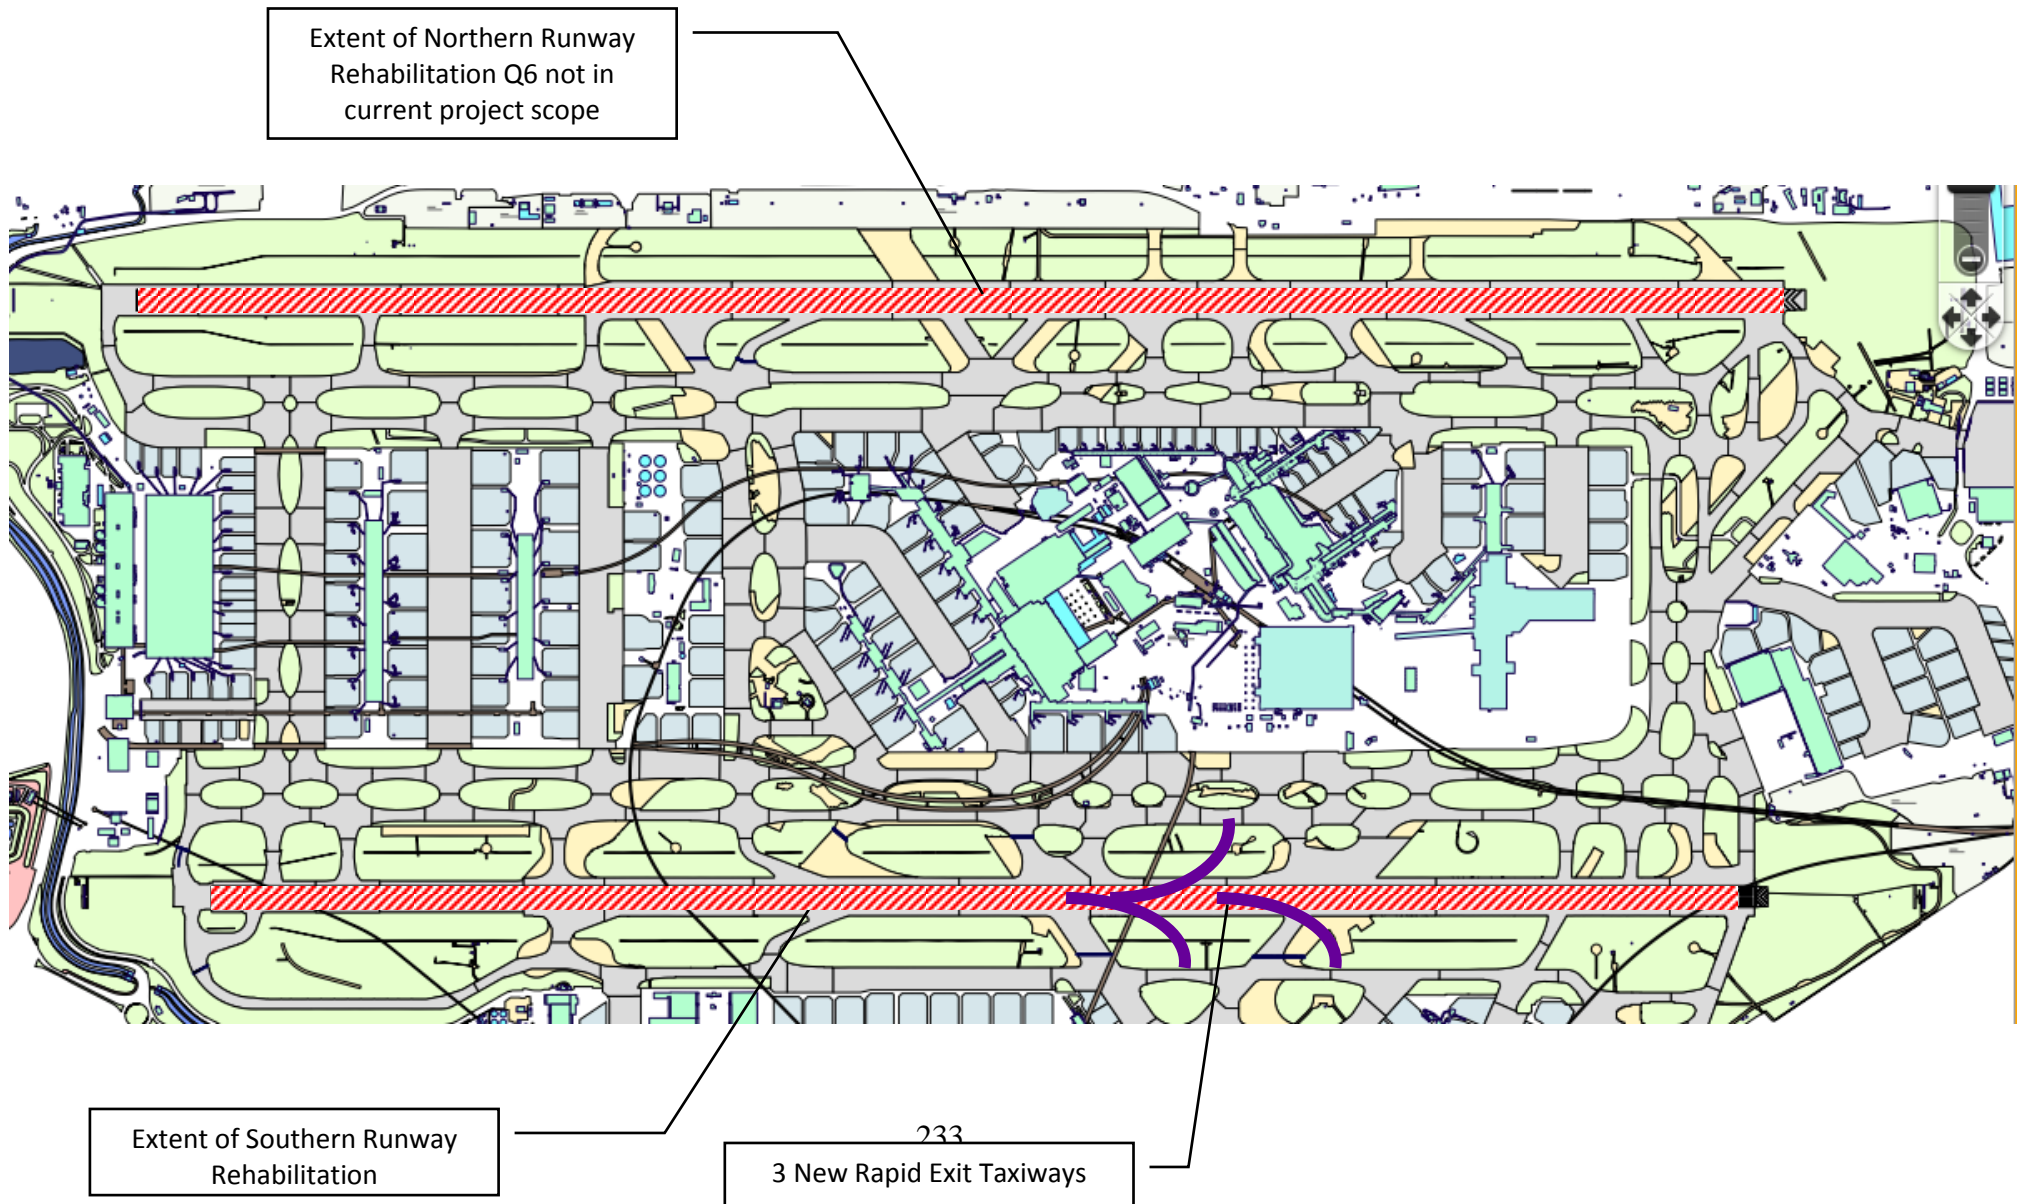 Extent of Northern Runway
Rehabilitation Q6 not in
current project scope
Extent of Southern Runway
Rehabilitation
233
3 New Rapid Exit Taxiways